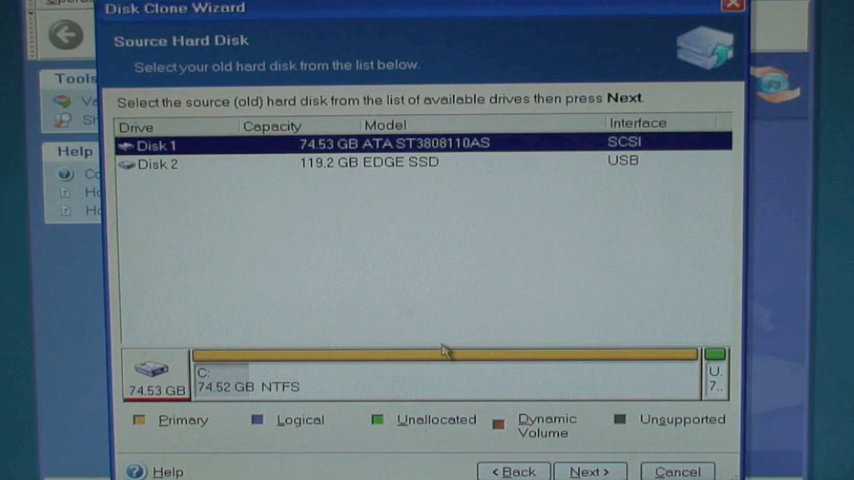 Disk Clone Wizard
Source Hard Disk
Select your old hard disk from the list below.
Tools
Select the source (old) hard disk from the list of available drives then press Next.
Drive Capacity Model Interface
Disk 1 74.53 GB ATA ST3808110AS SCSI
Disk 2 119.2 GB EDGE SSD USB
Help
C:
74.52 GB NTFS
74.53 GB
U.
7..
Primary Logical Unallocated Dynamic Volume Unsupported
Help < Back Next > Cancel